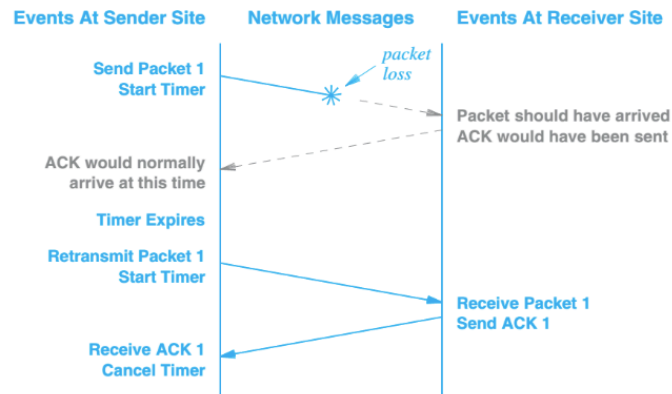 Events At Sender Site
Network Messages
Events At Receiver Site
packet
loss
Send Packet 1
Start Timer
Packet should have arrived
ACK would have been sent
ACK would normally
arrive at this time
Timer Expires
Retransmit Packet 1
Start Timer
Receive Packet 1
Send ACK 1
Receive ACK 1
Cancel Timer